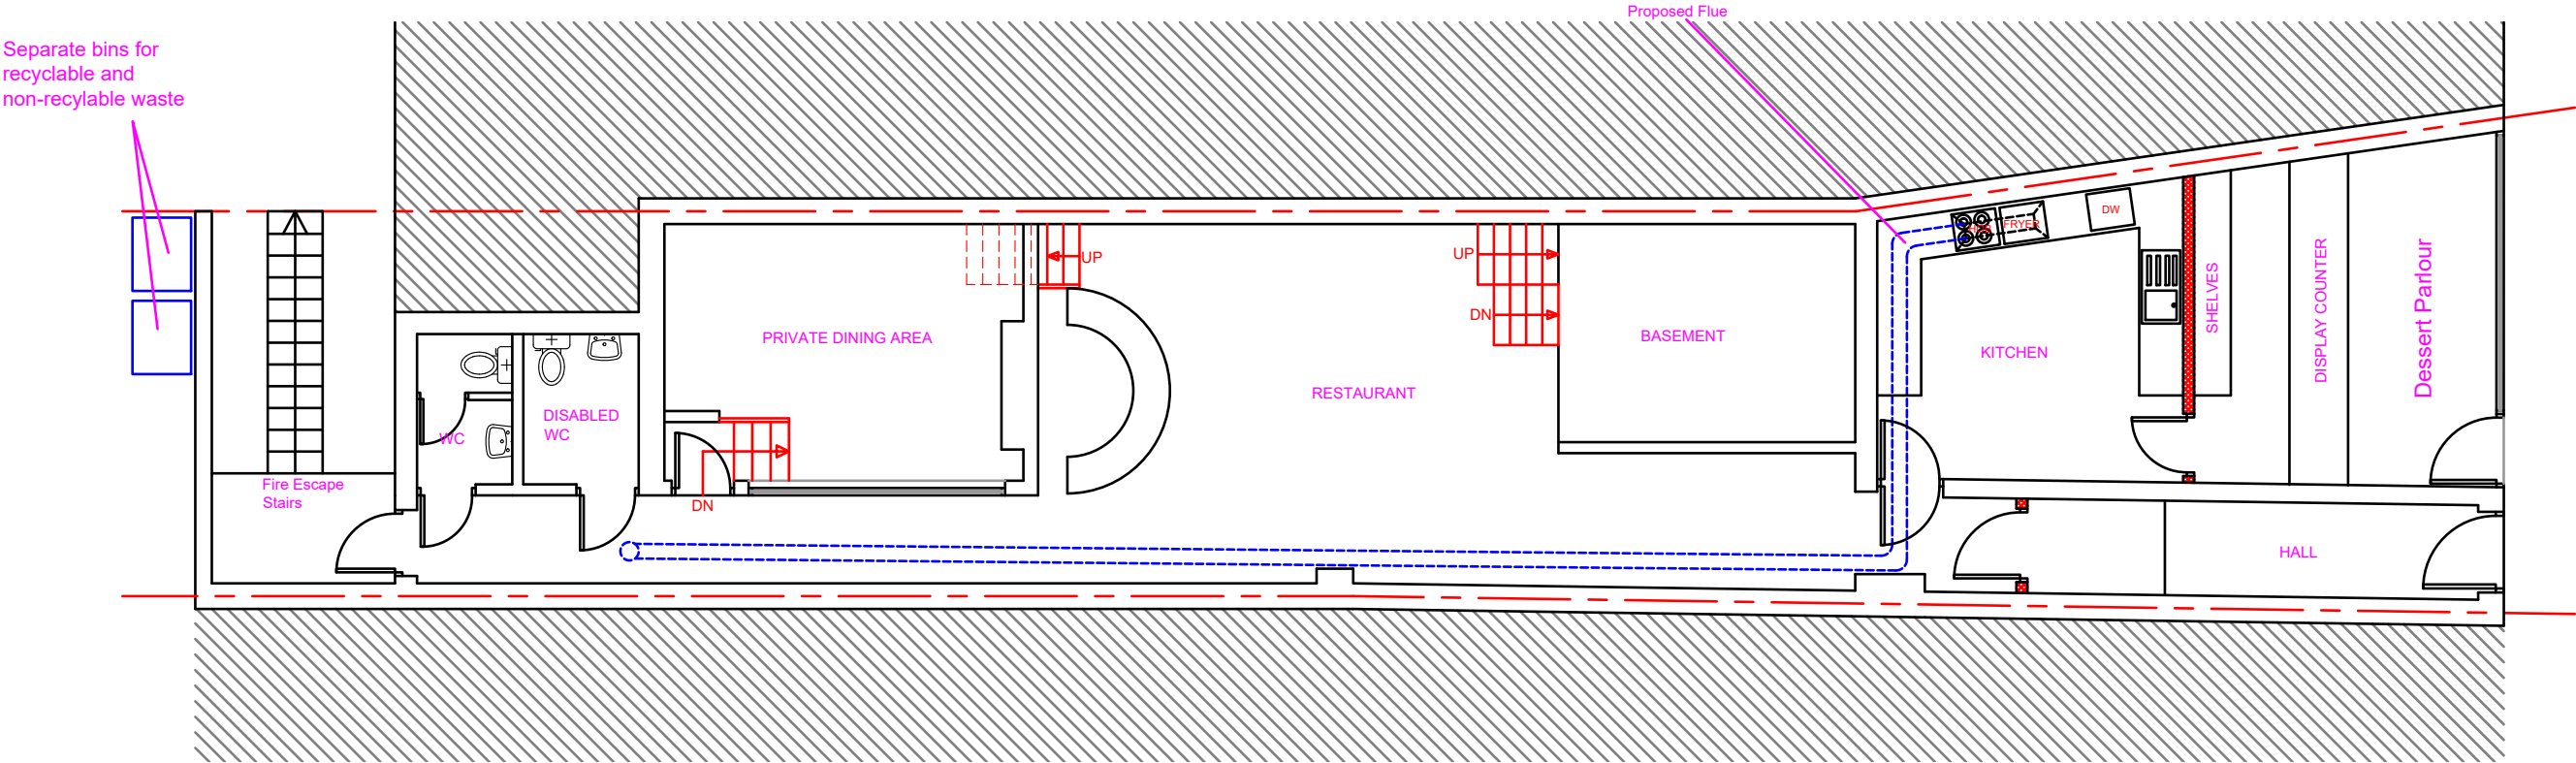 Proposed Flue
Separate bins for
recyclable and
non-recylable waste
DW
FRYER
UP
UP
DN
PRIVATE DINING AREA
BASEMENT
RESTAURANT
KITCHEN
SHELVES
DISPLAY COUNTER
Dessert Parlour
DISABLED
WC
WC
Fire Escape
Stairs
DN
HALL